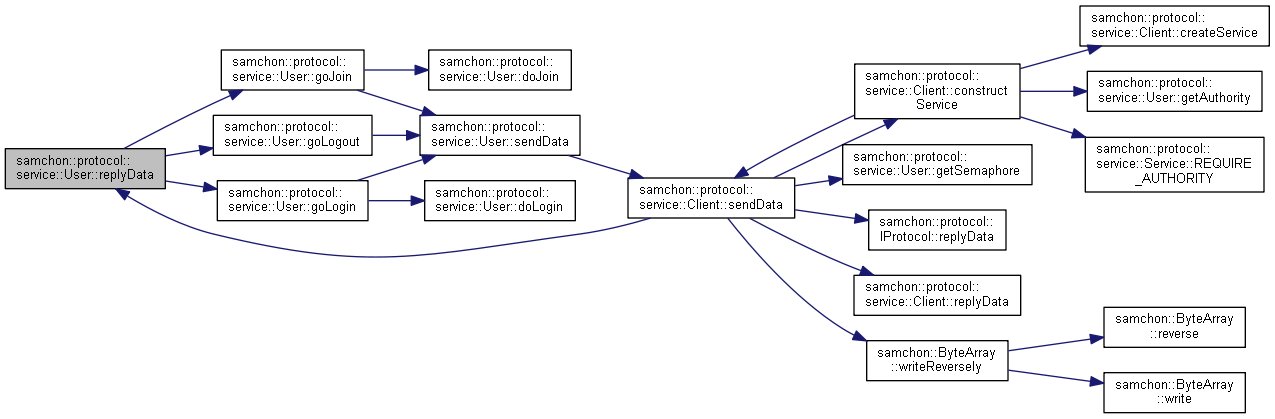 samchon::protocol::
service::User::replyData
samchon::protocol::
service::User::goJoin
samchon::protocol::
service::User::goLogout
samchon::protocol::
service::User::goLogin
samchon::protocol::
service::User::doJoin
samchon::protocol::
service::User::sendData
samchon::protocol::
service::User::doLogin
samchon::protocol::
service::Client::sendData
samchon::protocol::
service::Client::construct
Service
samchon::protocol::
service::User::getSemaphore
samchon::protocol::
IProtocol::replyData
samchon::protocol::
service::Client::replyData
samchon::ByteArray
::writeReversely
samchon::protocol::
service::Client::createService
samchon::protocol::
service::User::getAuthority
samchon::protocol::
service::Service::REQUIRE
_AUTHORITY
samchon::ByteArray
::reverse
samchon::ByteArray
::write